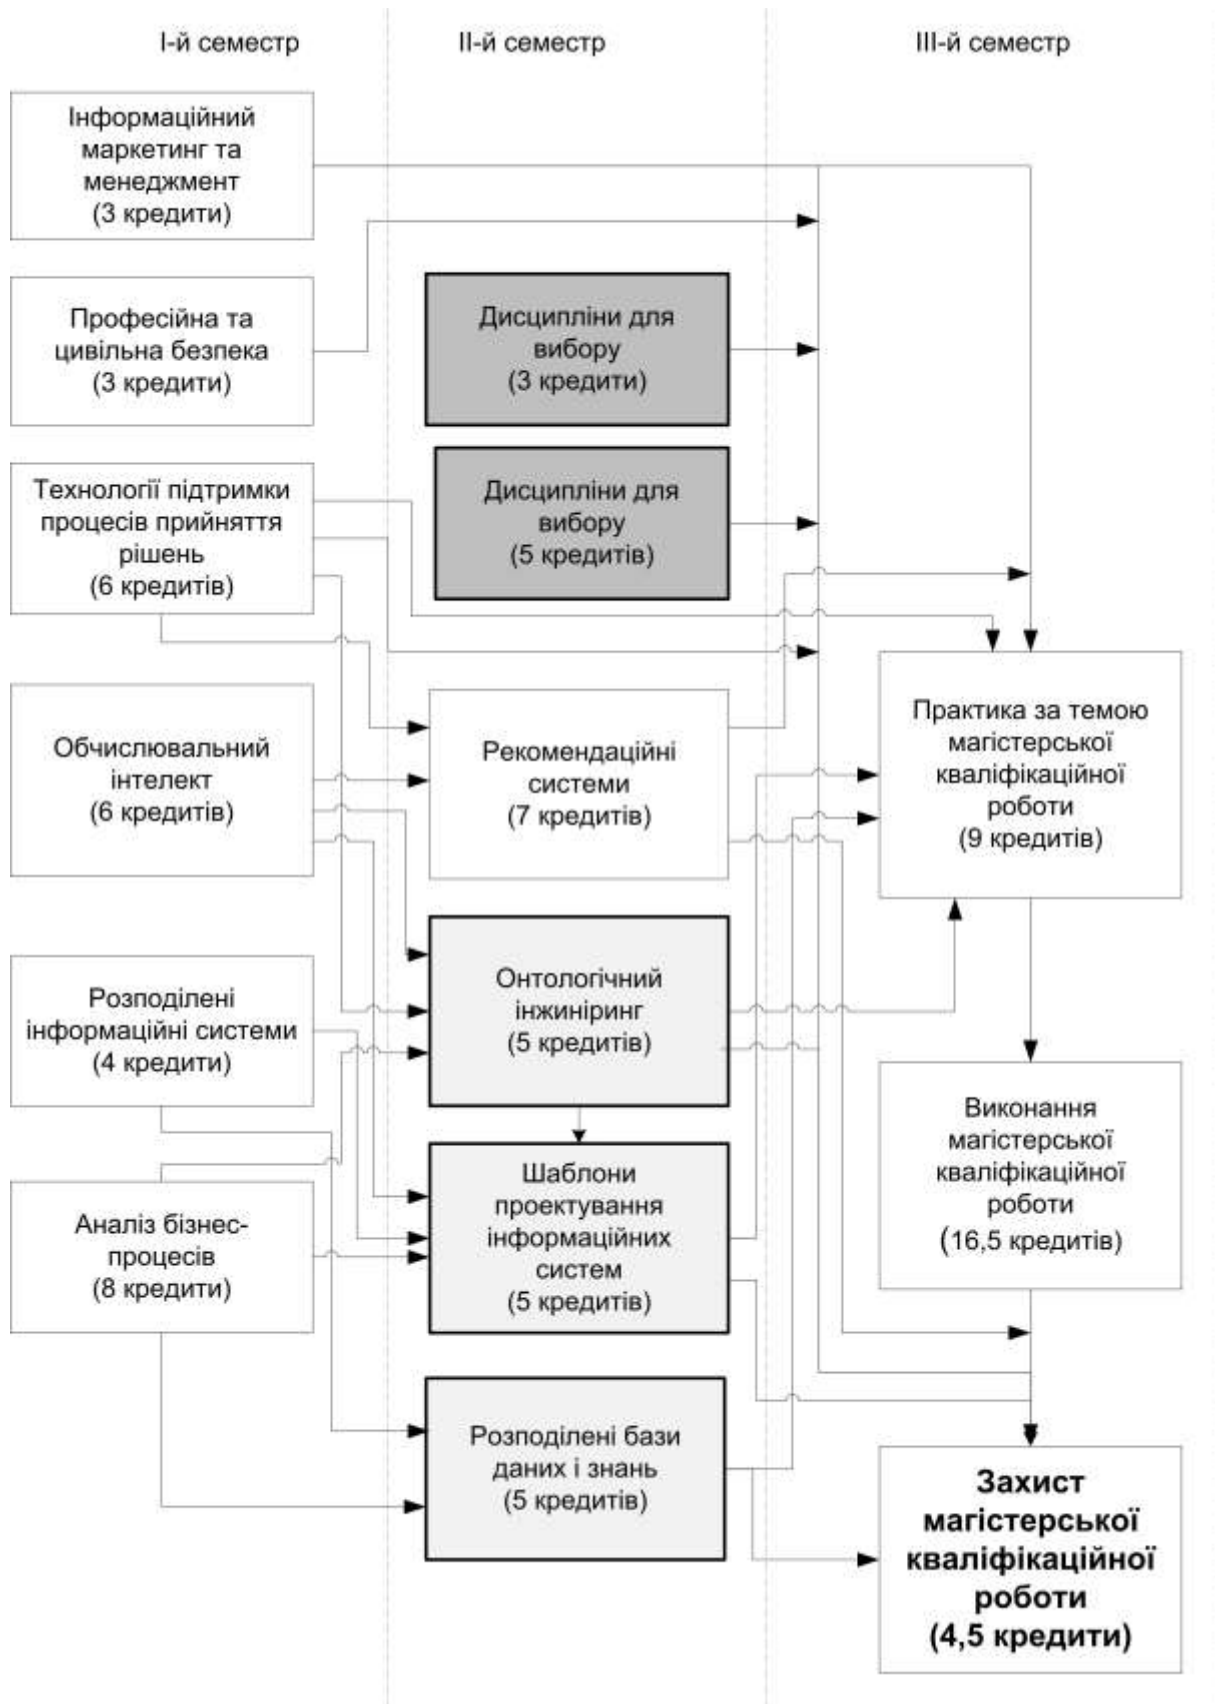 І-й семестр
ІІ-й семестр
ІІІ-й семестр
Інформаційний
маркетинг та
менеджмент
(3 кредити)
Професійна та
цивільна безпека
(3 кредити)
Технології підтримки
процесів прийняття
рішень
(6 кредитів)
Обчислювальний
інтелект
(6 кредитів)
Розподілені
інформаційні системи
(4 кредити)
Аналіз бізнес-
процесів
(8 кредити)
Дисципліни для
вибору
(3 кредити)
Дисципліни для
вибору
(5 кредитів)
Рекомендаційні
системи
(7 кредитів)
Онтологічний
інжиніринг
(5 кредитів)
Шаблони
проектування
інформаційних
систем
(5 кредитів)
Розподілені бази
даних і знань
(5 кредитів)
Практика за темою
магістерської
кваліфікаційної
роботи
(9 кредитів)
Виконання
магістерської
кваліфікаційної
роботи
(16,5 кредитів)
Захист
магістерської
кваліфікаційної
роботи
(4,5 кредити)